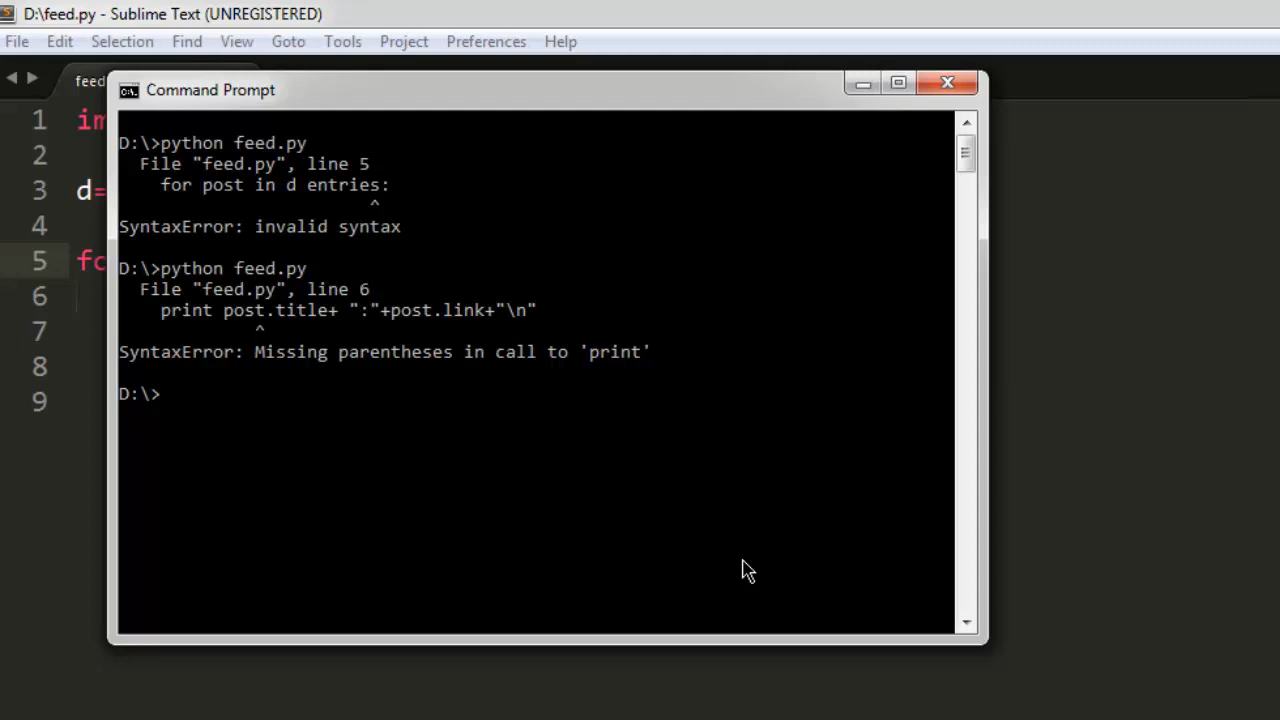 D:\feed.py - Sublime Text (UNREGISTERED)
File Edit Selection Find View Goto Tools Project Preferences Help
feed
Command Prompt
1 im
2
3 d=
4
5 fo
6
7
8
9
D:\>python feed.py
File "feed.py", line 5
for post in d entries:
^
SyntaxError: invalid syntax
D:\>python feed.py
File "feed.py", line 6
print post.title+ ":"+post.link+"\n"
^
SyntaxError: Missing parentheses in call to 'print'
D:\>